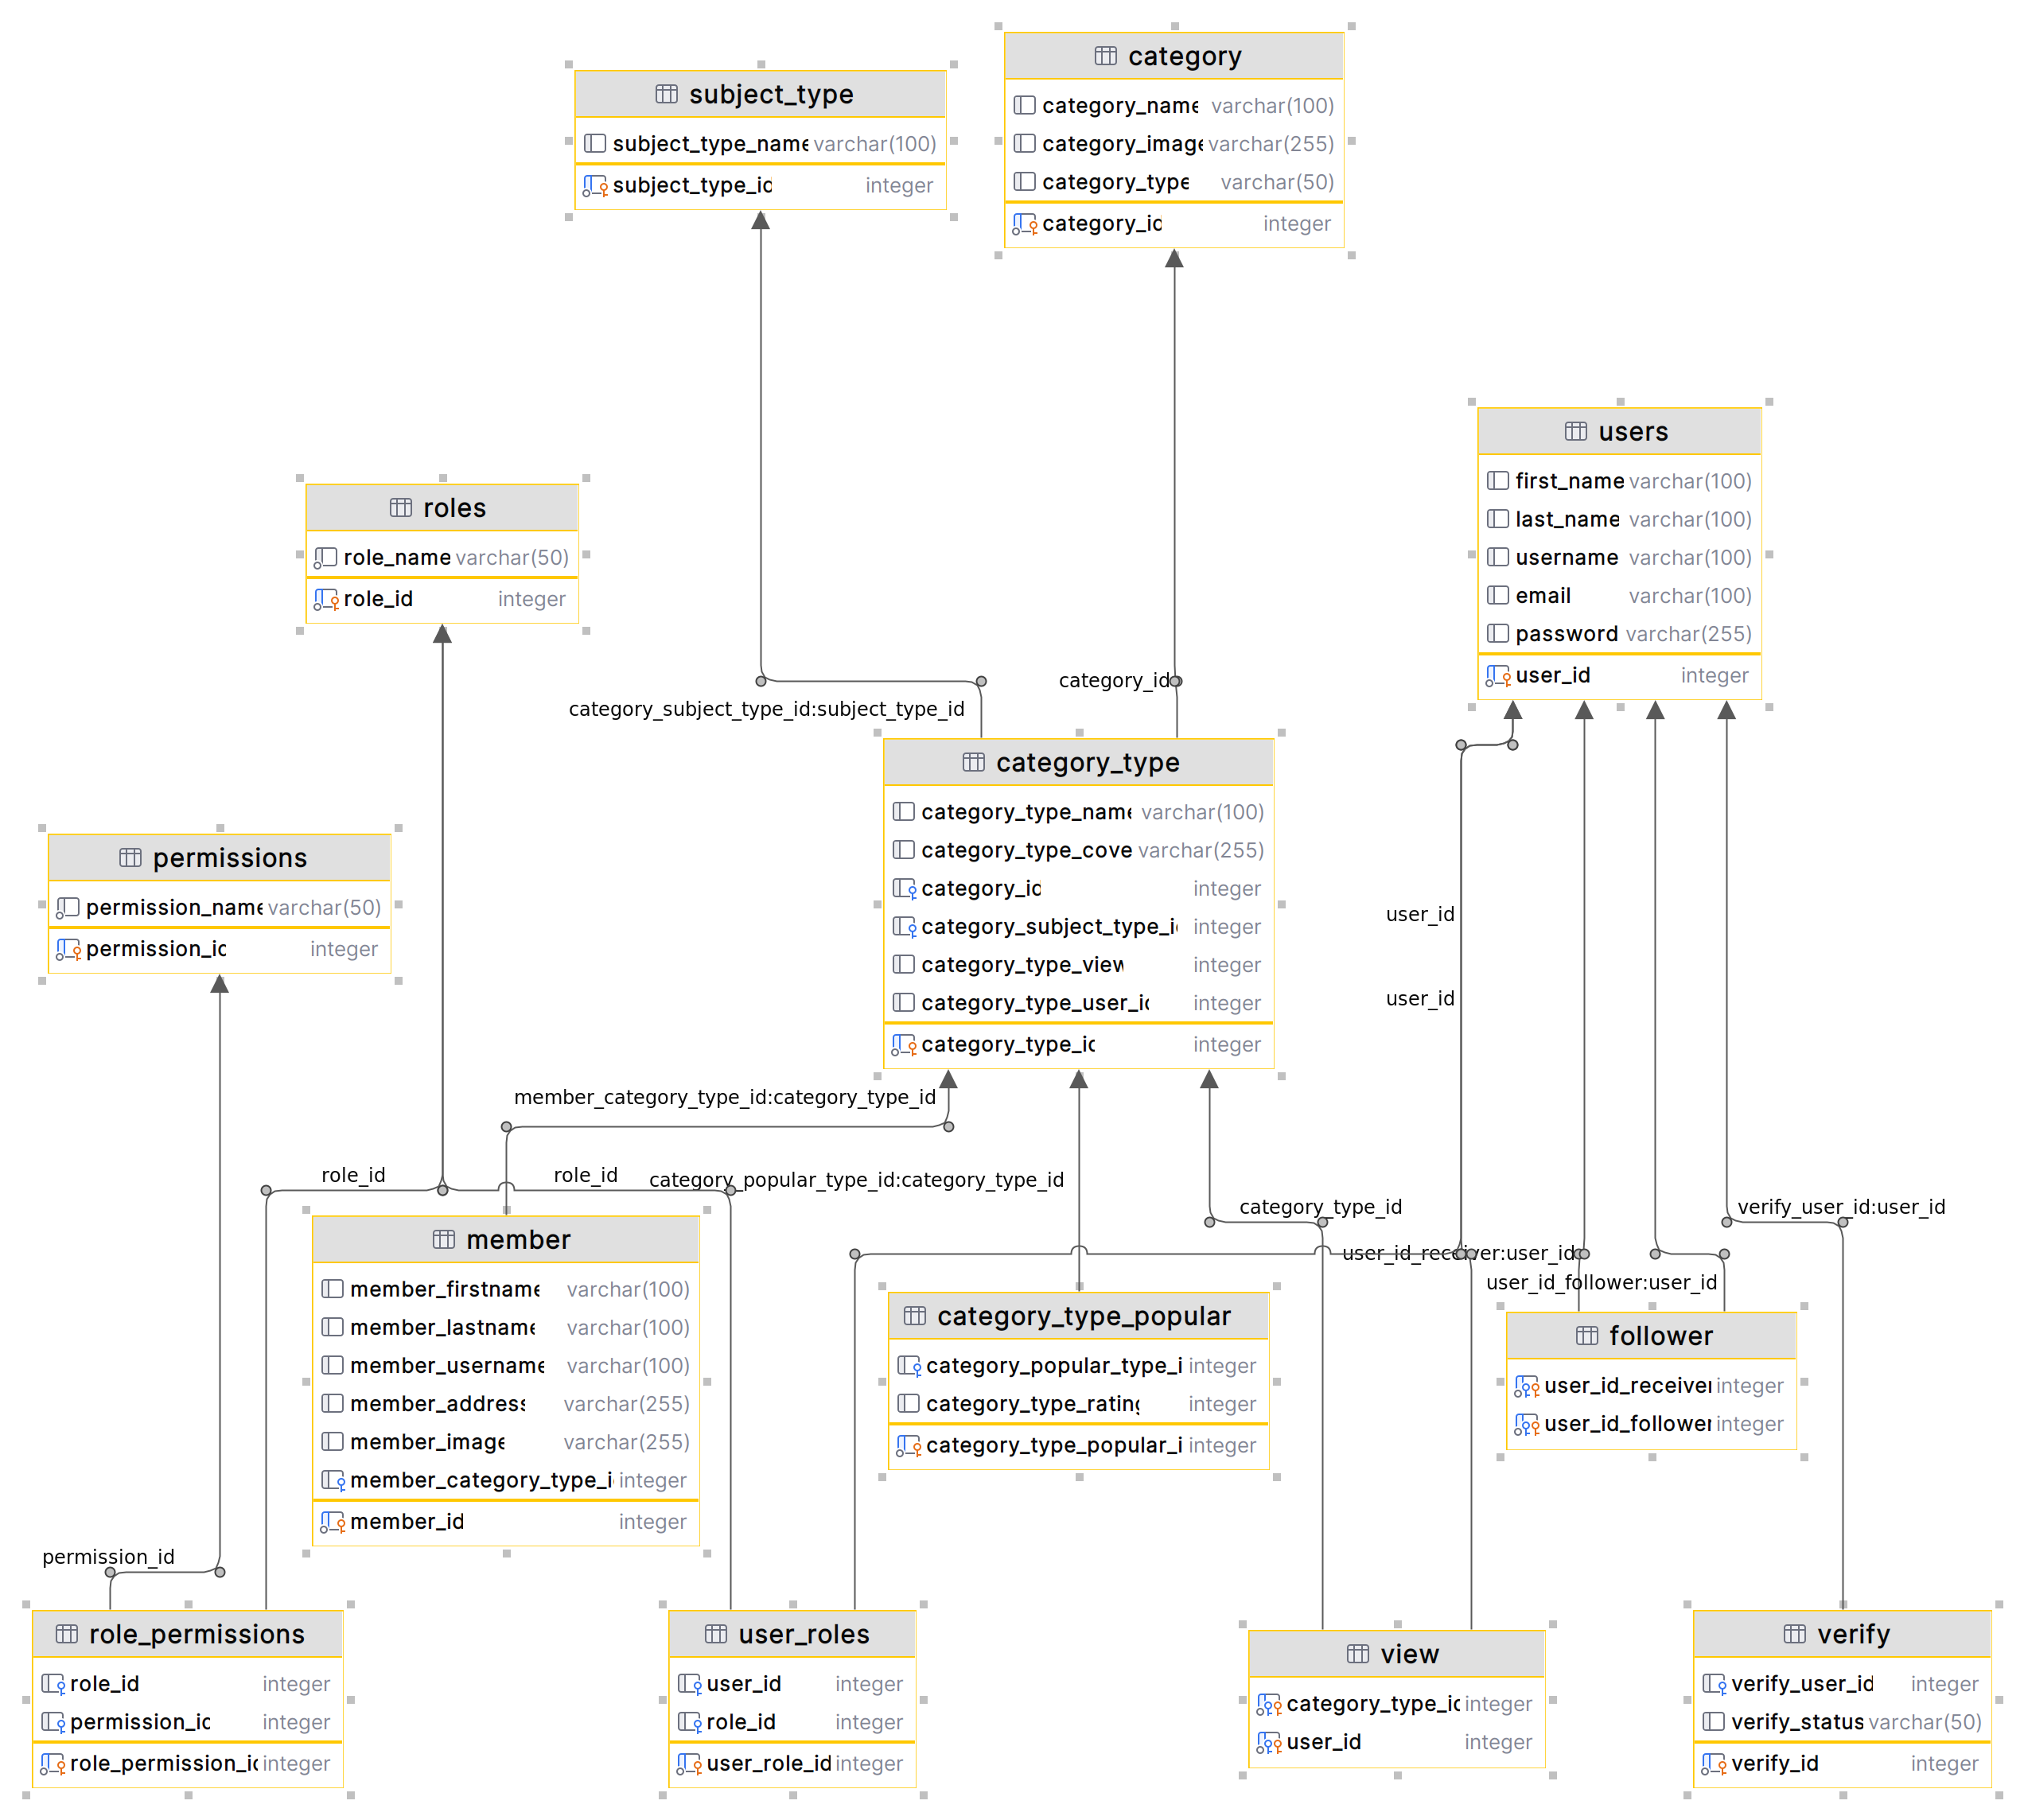 category
category_name varchar(100)
category_image varchar(255)
category_type varchar(50)
category_id integer
subject_type
subject_type_name varchar(100)
subject_type_id integer
users
first_name varchar(100)
last_name varchar(100)
username varchar(100)
email varchar(100)
password varchar(255)
user_id integer
roles
role_name varchar(50)
role_id integer
category_id
category_subject_type_id:subject_type_id
category_type
category_type_name varchar(100)
category_type_cove varchar(255)
category_id integer
category_subject_type_i integer
category_type_view integer
category_type_user_id integer
category_type_id integer
permissions
permission_name varchar(50)
permission_id integer
user_id
user_id
member_category_type_id:category_type_id
role_id
role_id
category_popular_type_id:category_type_id
category_type_id
verify_user_id:user_id
user_id_receiver:user_id
user_id_follower:user_id
member
member_firstname varchar(100)
member_lastname varchar(100)
member_username varchar(100)
member_address varchar(255)
member_image varchar(255)
member_category_type_i integer
member_id integer
category_type_popular
category_popular_type_i integer
category_type_rating integer
category_type_popular_i integer
follower
user_id_receiver integer
user_id_follower integer
permission_id
role_permissions
role_id integer
permission_id integer
role_permission_id integer
user_roles
user_id integer
role_id integer
user_role_id integer
view
category_type_id integer
user_id integer
verify
verify_user_id integer
verify_status varchar(50)
verify_id integer